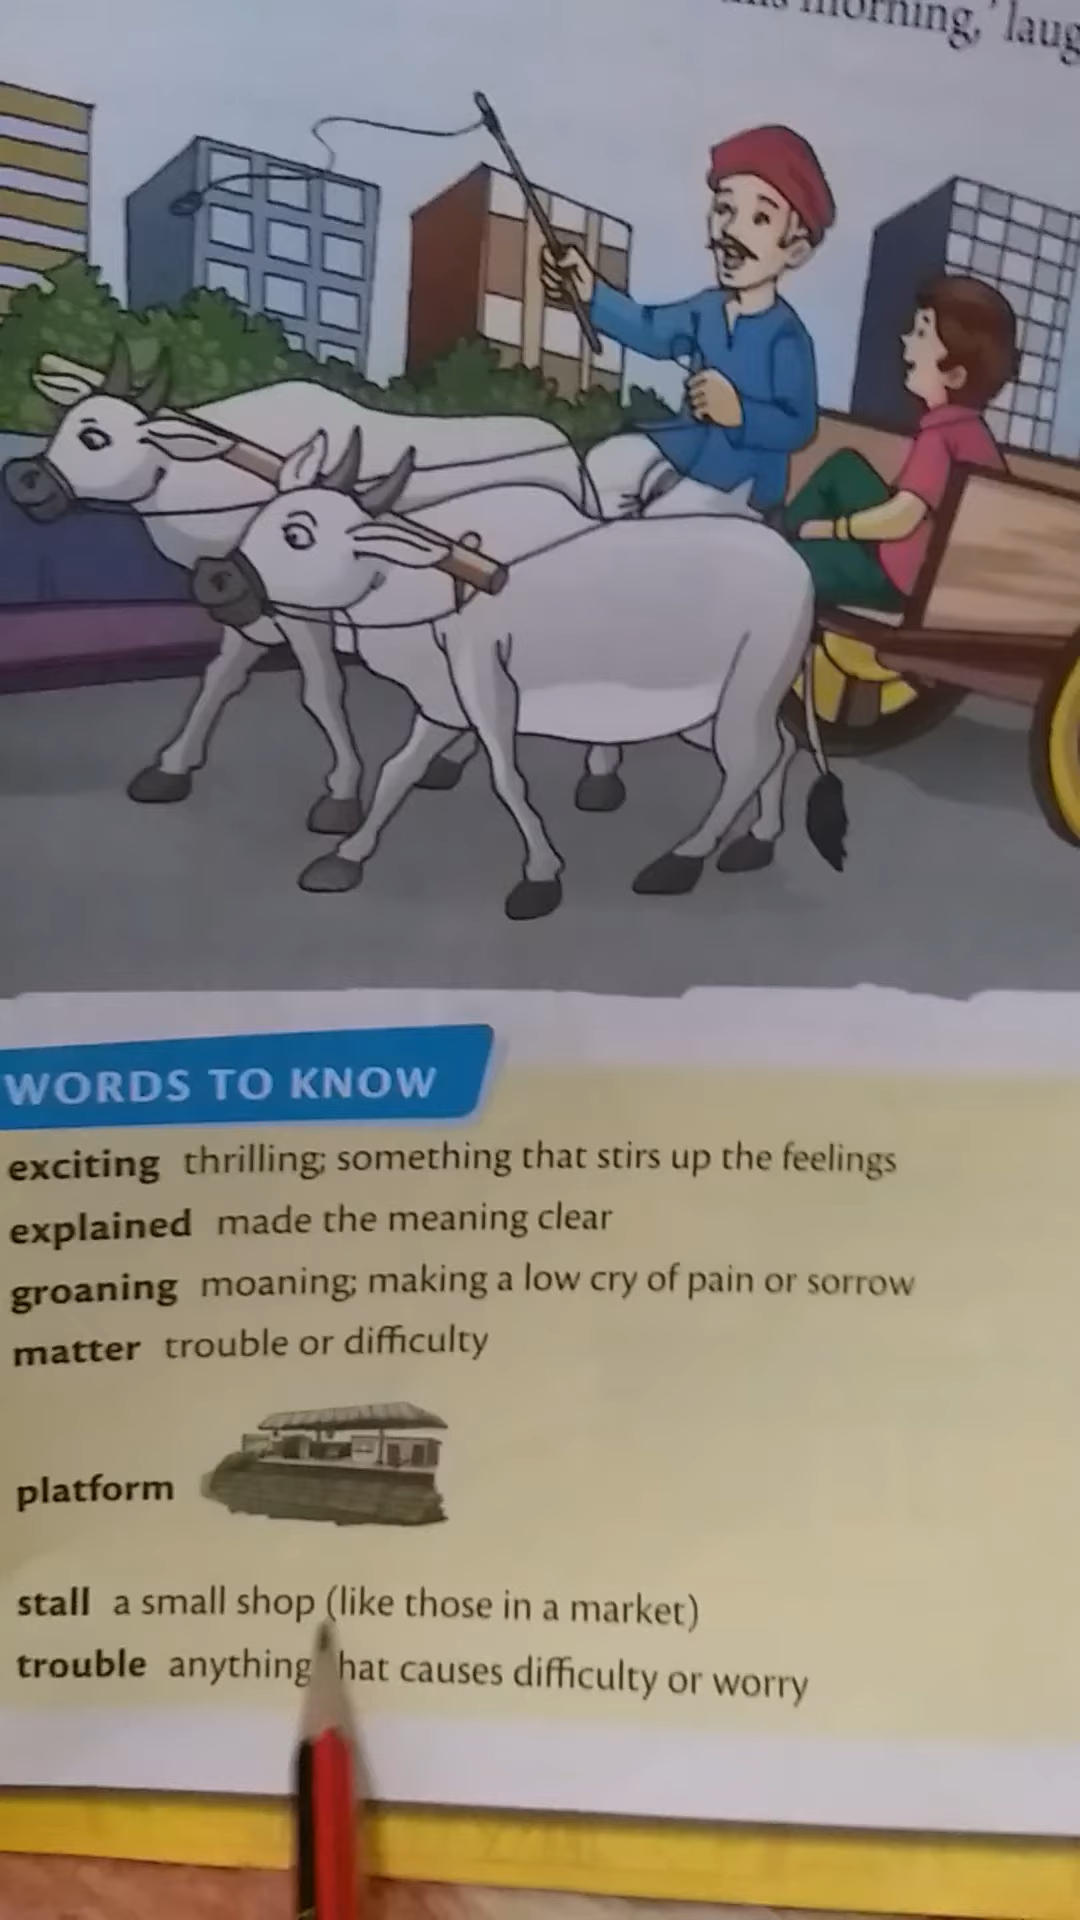 morning,' laug
WORDS TO KNOW
exciting thrilling; something that stirs up the feelings
explained made the meaning clear
groaning moaning; making a low cry of pain or sorrow
matter trouble or difficulty
platform
stall a small shop (like those in a market)
trouble anything hat causes difficulty or worry